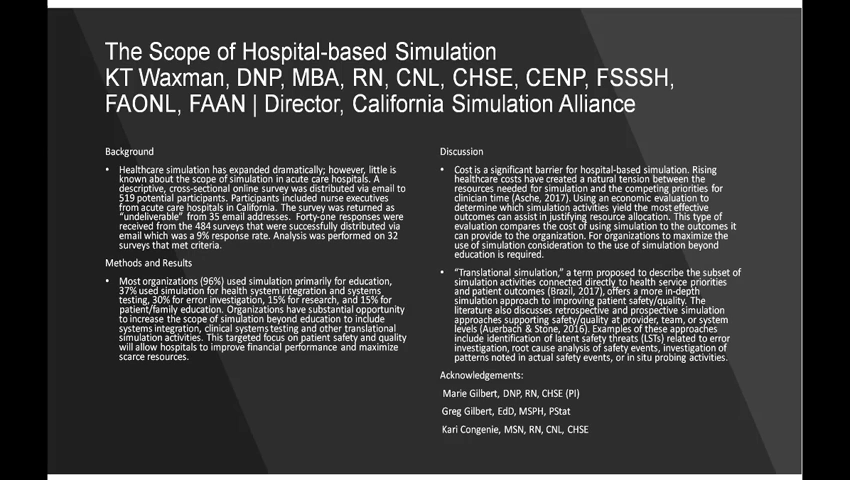 The Scope of Hospital-based Simulation
KT Waxman, DNP, MBA, RN, CNL, CHSE, CENP, FSSSH,
FAONL, FAAN | Director, California Simulation Alliance
Background
• Healthcare simulation has expanded dramatically; however, little is
known about the scope of simulation in acute care hospitals. A
descriptive, cross-sectional online survey was distributed via email to
519 potential participants. Participants included nurse executives
from acute care hospitals in California. The survey was returned as
“undeliverable” from 35 email addresses. Forty-one responses were
received from the 484 surveys that were successfully distributed via
email which was a 9% response rate. Analysis was performed on 32
surveys that met criteria.
Methods and Results
• Most organizations (96%) used simulation primarily for education,
37% used simulation for health system integration and systems
testing, 30% for error investigation, 15% for research, and 15% for
patient/family education. Organizations have substantial opportunity
to increase the scope of simulation beyond education to include
systems integration, clinical systems testing and other translational
simulation activities. This targeted focus on patient safety and quality
will allow hospitals to improve financial performance and maximize
scarce resources.
Discussion
• Cost is a significant barrier for hospital-based simulation. Rising
healthcare costs have created a natural tension between the
resources needed for simulation and the competing priorities for
clinician time (Asche, 2017). Using an economic evaluation to
determine which simulation activities yield the most effective
outcomes can assist in justifying resource allocation. This type of
evaluation compares the cost of using simulation to the outcomes it
can provide to the organization. For organizations to maximize the
use of simulation consideration to the use of simulation beyond
education is required.
• “Translational simulation,” a term proposed to describe the subset of
simulation activities connected directly to health service priorities
and patient outcomes (Brazil, 2017), offers a more in-depth
simulation approach to improving patient safety/quality. The
literature also discusses retrospective and prospective simulation
approaches supporting safety/quality at provider, team, or system
levels (Auerbach & Stone, 2016). Examples of these approaches
include identification of latent safety threats (LSTs) related to error
investigation, root cause analysis of safety events, investigation of
patterns noted in actual safety events, or in situ probing activities.
Acknowledgements:
Marie Gilbert, DNP, RN, CHSE (PI)
Greg Gilbert, EdD, MSPH, PStat
Kari Congenie, MSN, RN, CNL, CHSE